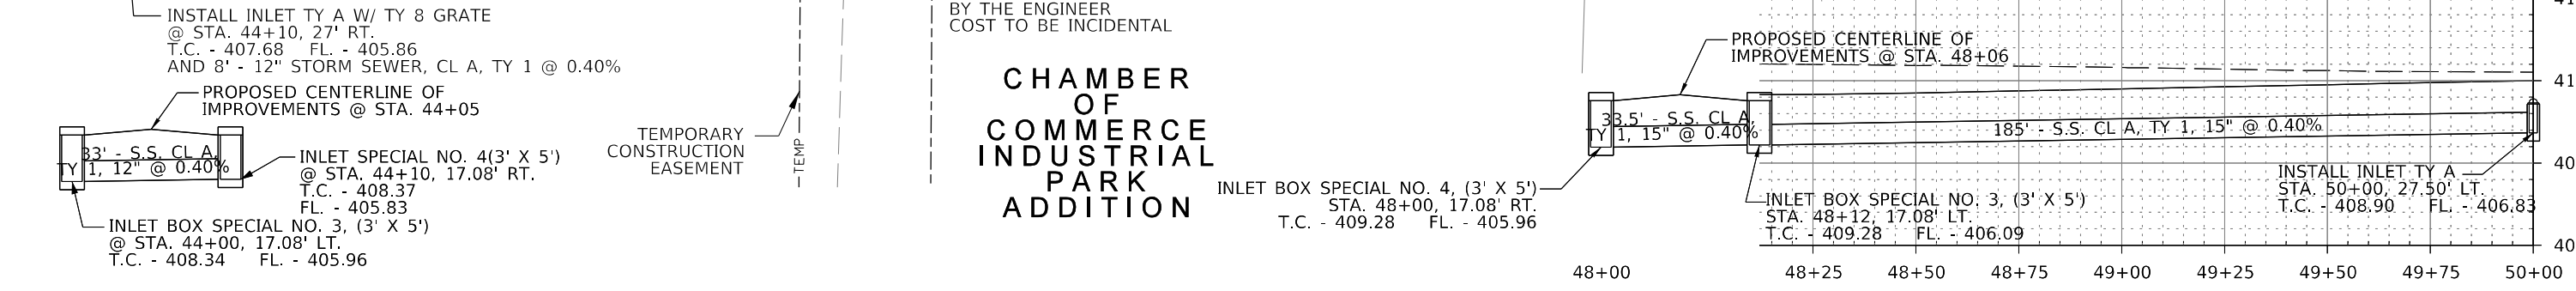 INSTALL INLET TY A W/ TY 8 GRATE
@ STA. 44+10, 27' RT.
T.C. - 407.68 FL. - 405.86
AND 8' - 12" STORM SEWER, CL A, TY 1 @ 0.40%
PROPOSED CENTERLINE OF
IMPROVEMENTS @ STA. 44+05
33' - S.S. CL A,
TY 1, 12" @ 0.40%
INLET SPECIAL NO. 4(3' X 5')
@ STA. 44+10, 17.08' RT.
T.C. - 408.37
FL. - 405.83
INLET BOX SPECIAL NO. 3, (3' X 5')
@ STA. 44+00, 17.08' LT.
T.C. - 408.34 FL. - 405.96
TEMPORARY
CONSTRUCTION
EASEMENT
TEMP
BY THE ENGINEER
COST TO BE INCIDENTAL
CHAMBER
OF
COMMERCE
INDUSTRIAL
PARK
ADDITION
INLET BOX SPECIAL NO. 4, (3' X 5')
STA. 48+00, 17.08' RT.
T.C. - 409.28 FL. - 405.96
PROPOSED CENTERLINE OF
IMPROVEMENTS @ STA. 48+06
33.5' - S.S. CL A,
TY 1, 15" @ 0.40%
185' - S.S. CL A, TY 1, 15" @ 0.40%
INLET BOX SPECIAL NO. 3, (3' X 5')
STA. 48+12, 17.08' LT.
T.C. - 409.28 FL. - 406.09
INSTALL INLET TY A
STA. 50+00, 27.50' LT.
T.C. - 408.90 FL. - 406.83
41
40
40
48+00 48+25 48+50 48+75 49+00 49+25 49+50 49+75 50+00